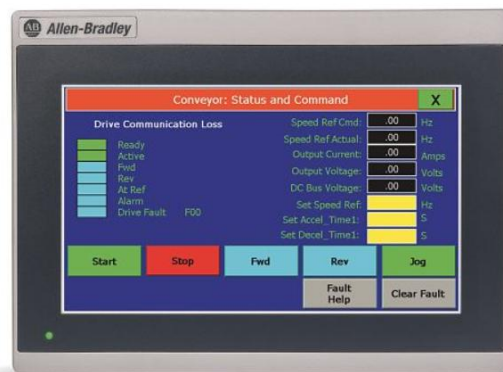 AB Allen-Bradley
Conveyor: Status and Command X
Drive Communication Loss
Ready
Active
Fwd
Rev
At Ref
Alarm
Drive Fault F00
Speed Ref Cmd: .00 Hz
Speed Ref Actual: .00 Hz
Output Current: .00 Amps
Output Voltage: .00 Volts
DC Bus Voltage: .00 Volts
Set Speed Ref: Hz
Set Accel_Time1: S
Set Decel_Time1: S
Start Stop Fwd Rev Jog
Fault
Help
Clear Fault